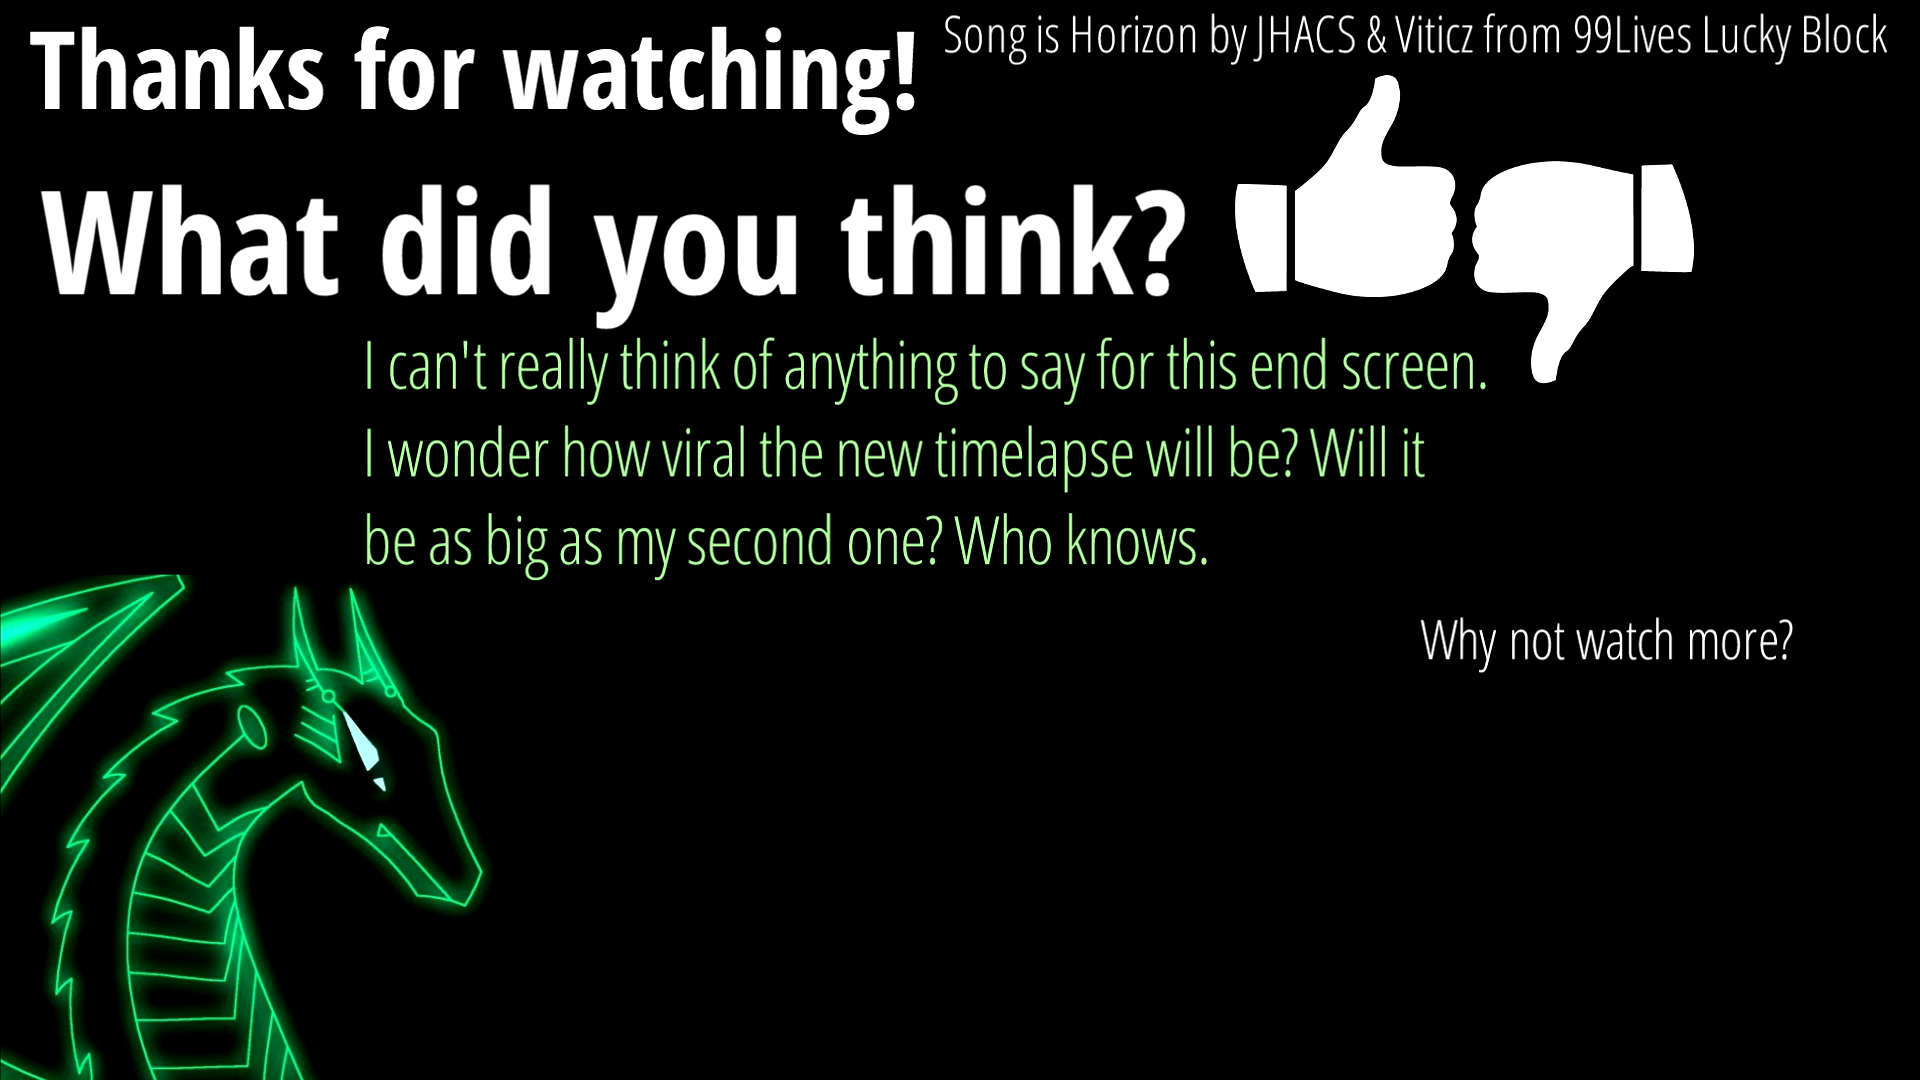 Thanks for watching!
Song is Horizon by JHACS & Viticz from 99Lives Lucky Block
What did you think?
I can't really think of anything to say for this end screen.
I wonder how viral the new timelapse will be? Will it
be as big as my second one? Who knows.
Why not watch more?